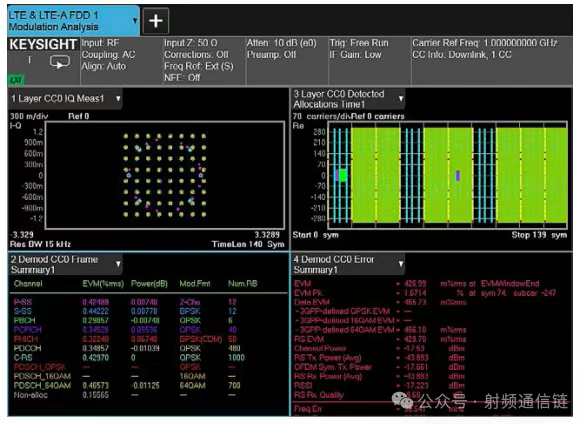 LTE & LTE-A FDD 1
Modulation Analysis
KEYSIGHT
Input: RF
Coupling: AC
Align: Auto
Input Z: 50 Ω
Corrections: Off
Freq Ref: Ext (S)
NFE: Off
Atten: 10 dB (e0)
Preamp: Off
Trig: Free Run
IF Gain: Low
Carrier Ref Freq: 1.00000000 GHz
CC Info: Downlink, 1 CC
LXI
1 Layer CC0 IQ Meas1
300 m/div Ref 0
I-Q
1.2
900m
600m
300m
0
-300m
-600m
-900m
-1.2
-3.329 3.3289
Res BW 15 kHz TimeLen 140 Sym
3 Layer CC0 Detected
Allocations Time1
70 carriers/div Ref 0 carriers
Re
280
210
140
70
0
-70
-140
-210
-280
Start 0 sym Stop 139 sym
2 Demod CC0 Frame
Summary1
Channel EVM(%rms) Power(dB) Mod.Fmt Num.RB
P-SS 0.42489 0.00740 Z-Chu 12
S-SS 0.44222 0.00770 BPSK 12
PBCH 0.29857 -0.00748 QPSK 6
PCFICH 0.34520 0.05536 QPSK 40
PHICH 0.32240 0.06740 BPSK(CDM) 50
PDCCH 0.34857 -0.01039 QPSK 480
C-RS 0.42970 0 QPSK 1000
PDSCH_QPSK — — QPSK —
PDSCH_16QAM — — 16QAM —
PDSCH_64QAM 0.46573 -0.01125 64QAM 700
Non-alloc 0.15565 — — —
4 Demod CC0 Error
Summary1
EVM = 426.99 m%rms at EVMWindowEnd
EVM Pk = 1.6714 % at sym 74, subcar -247
Data EVM = 465.73 m%rms
-3GPP-defined QPSK EVM = —
-3GPP-defined 16QAM EVM = —
-3GPP-defined 64QAM EVM = 466.10 m%rms
RS EVM = 429.70 m%rms
Channel Power = -17.53 dBm
RS Tx Power (Avg) = -43.893 dBm
OFDM Sym. Tx Power = -17.661 dBm
RS Rx Power (Avg) = -43.893 dBm
RSSI = -17.223 dBm
RS Rx Quality
Freq Err
公众号 · 射频通信链